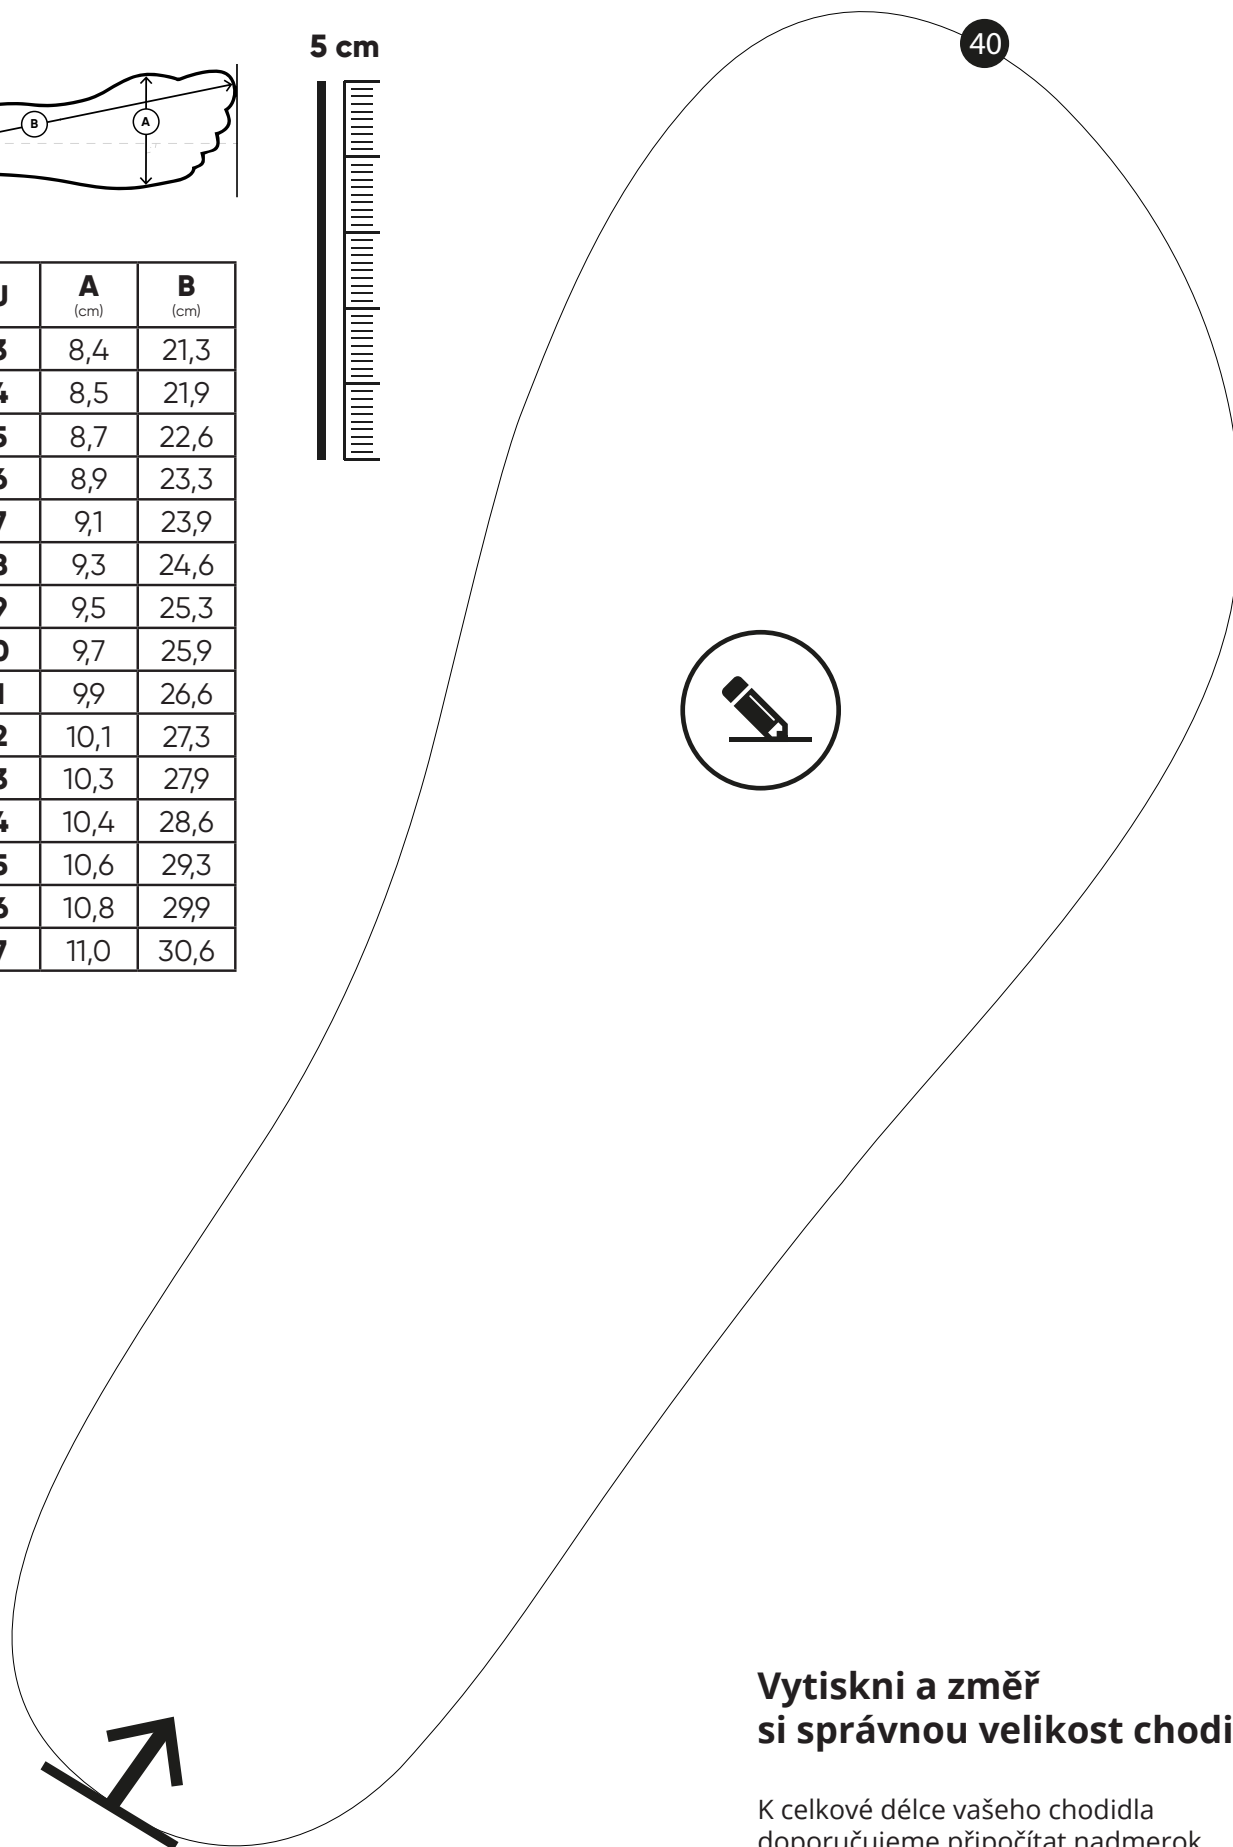 5 cm
40
B
A
A B
(cm) (cm)
8,4 21,3
8,5 21,9
8,7 22,6
8,9 23,3
9,1 23,9
9,3 24,6
9,5 25,3
9,7 25,9
9,9 26,6
10,1 27,3
10,3 27,9
10,4 28,6
10,6 29,3
10,8 29,9
11,0 30,6
Vytiskni a změř
si správnou velikost chodi
K celkové délce vašeho chodidla
doporučujeme připočítat nadmerok